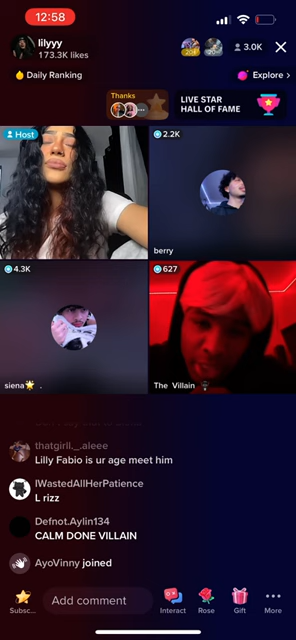 12:58
lilyyy
173.3K likes
3.0K
Daily Ranking
Explore >
Thanks
LIVE STAR
HALL OF FAME
Host
2.2K
berry
4.3K
siena🌟 .
627
The Villain
thatgirll._.aleee
Lilly Fabio is ur age meet him
IWastedAllHerPatience
L rizz
Defnot.Aylin134
CALM DONE VILLAIN
AyoVinny joined
Subsc...
Add comment
Interact
Rose
Gift
More